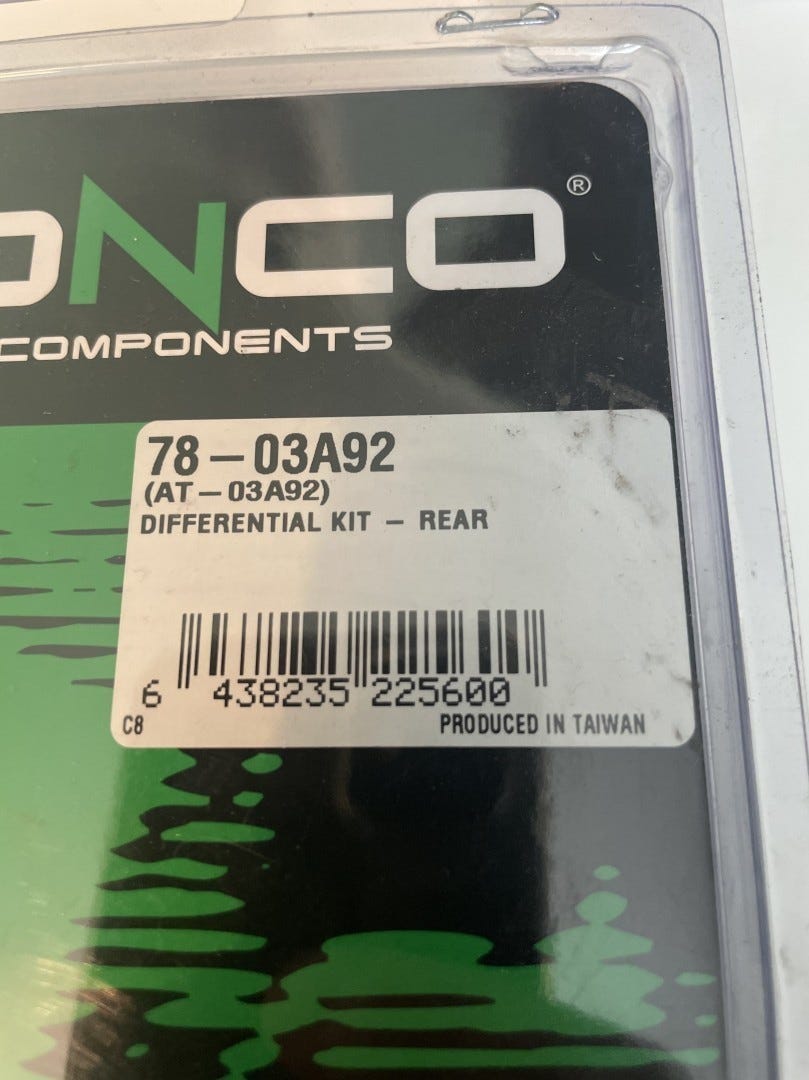 ONCO®
COMPONENTS
78-03A92
(AT-03A92)
DIFFERENTIAL KIT - REAR
6 438235 225600
C8 PRODUCED IN TAIWAN